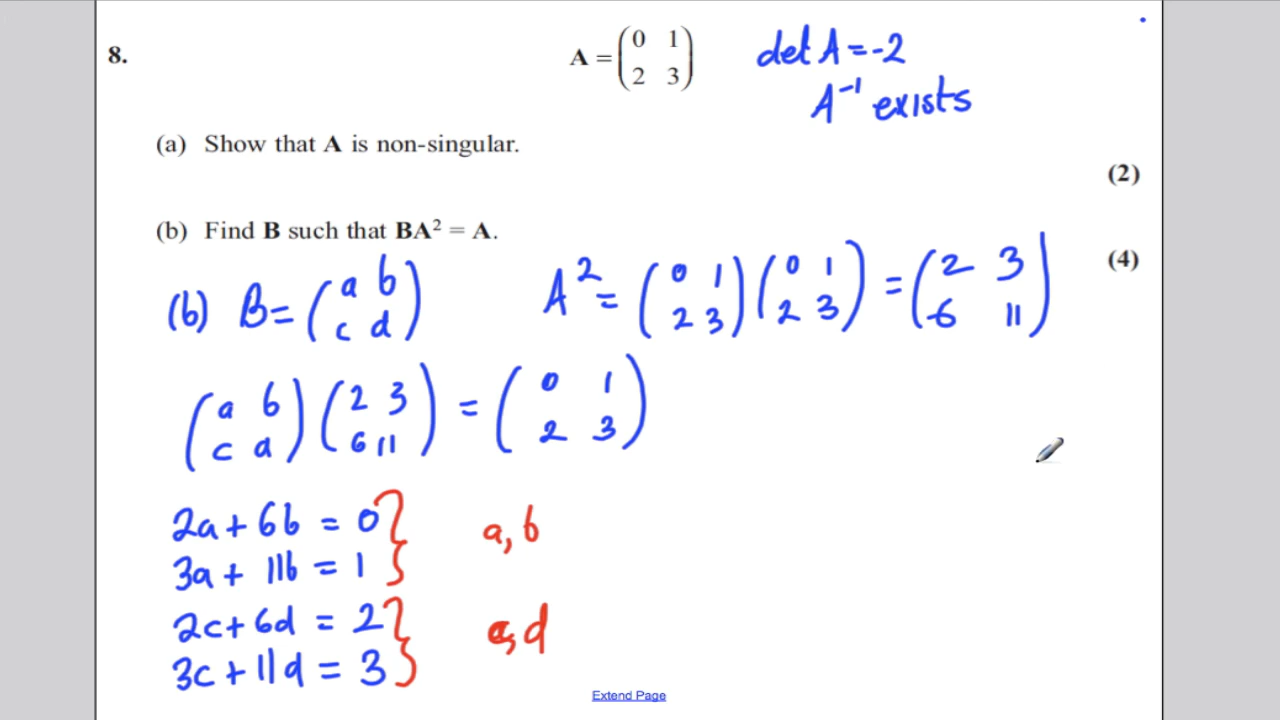 8.
A = (0 1
2 3)
det A = -2
A⁻¹ exists
(a) Show that A is non-singular.
(2)
(b) Find B such that BA² = A.
(4)
(b) B = (a b
c d)
A² = (0 1
2 3)(0 1
2 3) = (2 3
6 11)
(a b
c d)(2 3
6 11) = (0 1
2 3)
2a + 6b = 0 }
3a + 11b = 1
a, b
2c + 6d = 2 }
3c + 11d = 3
c, d
Extend Page